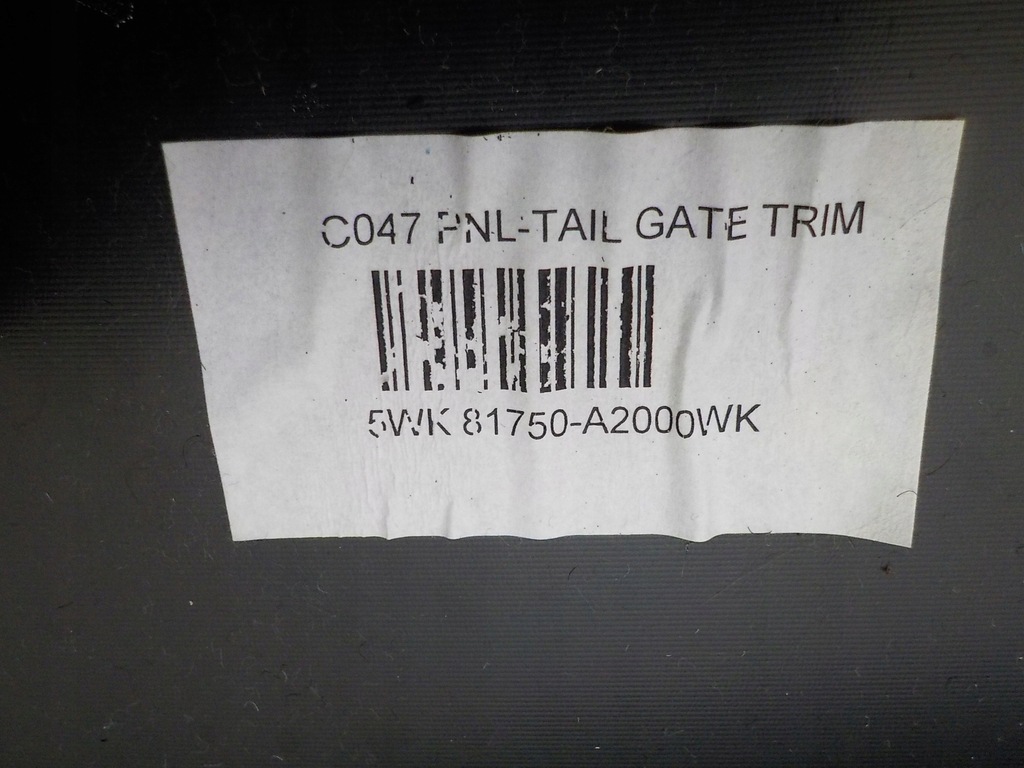 C047 PNL-TAIL GATE TRIM
5WK 81750-A2000WK